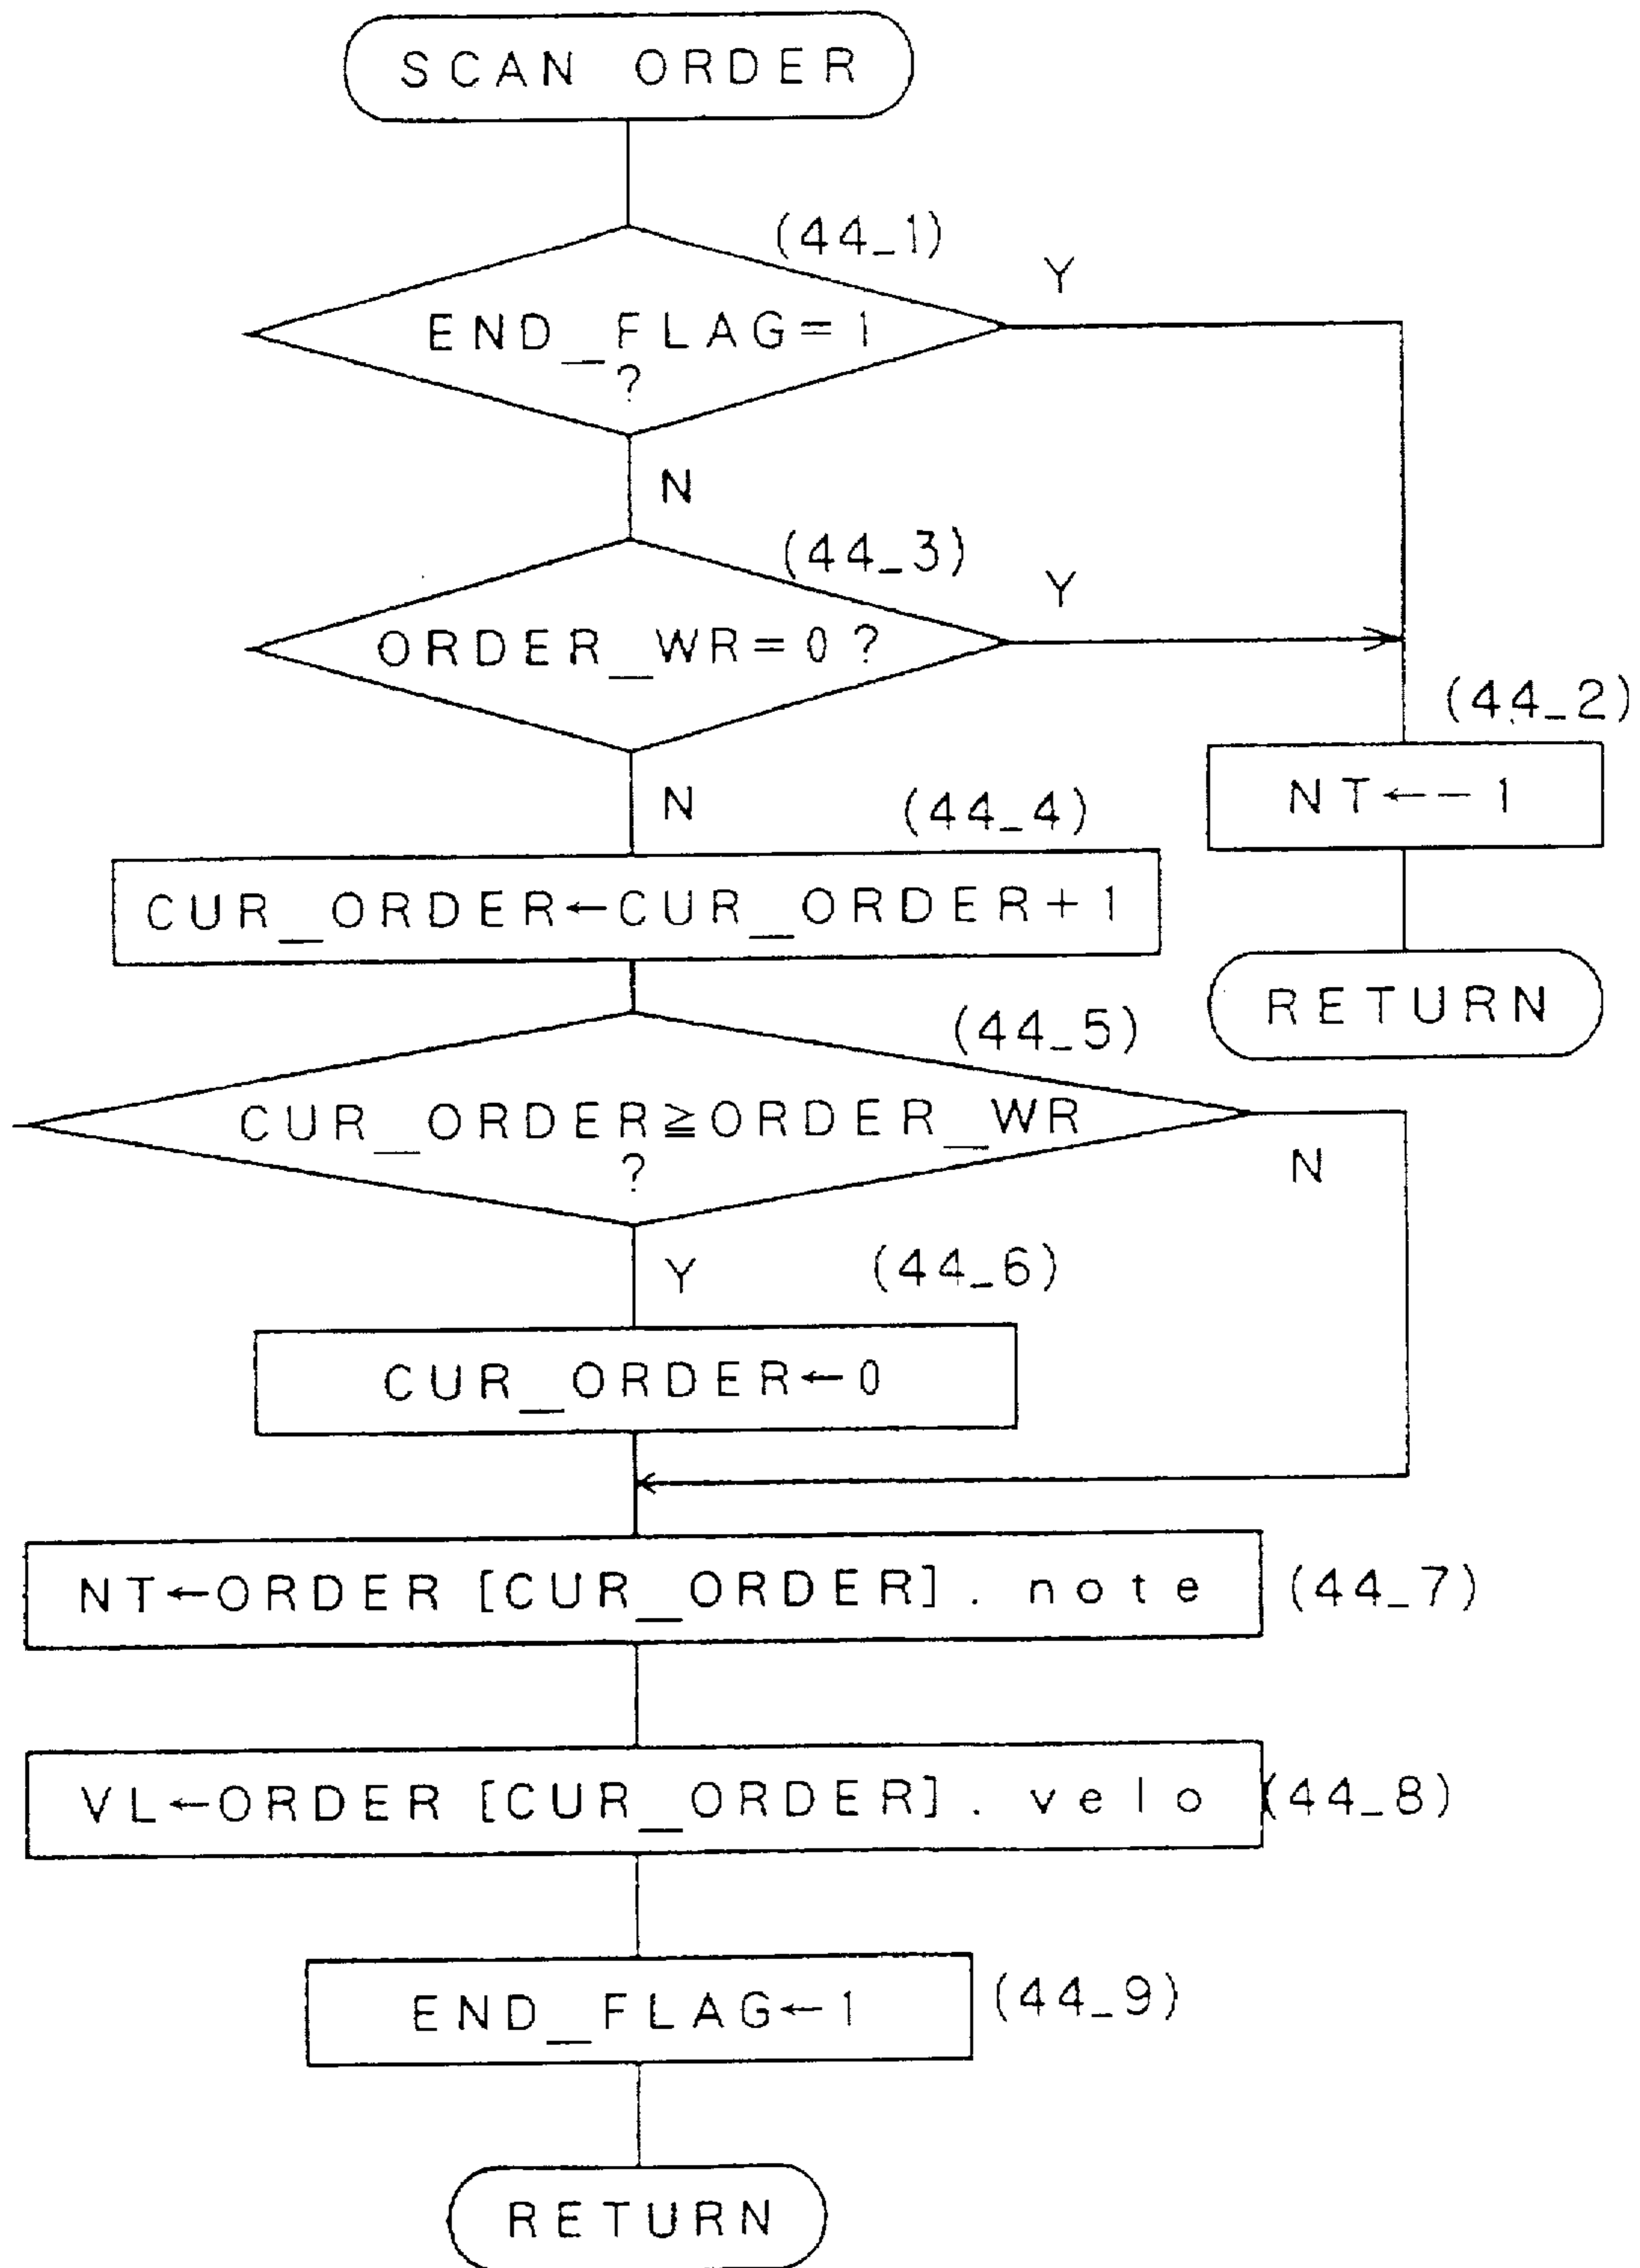 SCAN ORDER
(44_1)
Y
END_FLAG=1
?
N
(44_3)
Y
ORDER_WR=0?
(44_2)
NT←-1
N
(44_4)
CUR_ORDER←CUR_ORDER+1
RETURN
(44_5)
CUR_ORDER≧ORDER_WR
?
N
Y
(44_6)
CUR_ORDER←0
NT←ORDER[CUR_ORDER].note
(44_7)
VL←ORDER[CUR_ORDER].velo
(44_8)
END_FLAG←1
(44_9)
RETURN